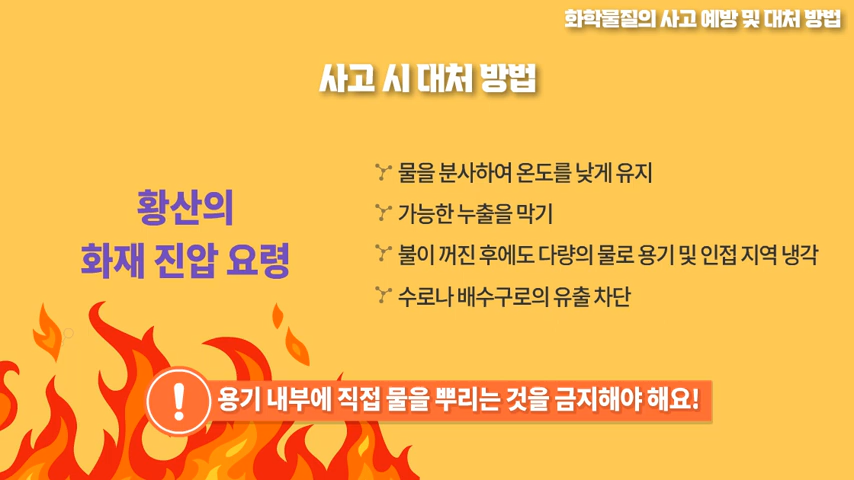 화학물질의 사고 예방 및 대처 방법
사고 시 대처 방법
황산의
화재 진압 요령
물을 분사하여 온도를 낮게 유지
가능한 누출을 막기
불이 꺼진 후에도 다량의 물로 용기 및 인접 지역 냉각
수로나 배수구로의 유출 차단
! 용기 내부에 직접 물을 뿌리는 것을 금지해야 해요!